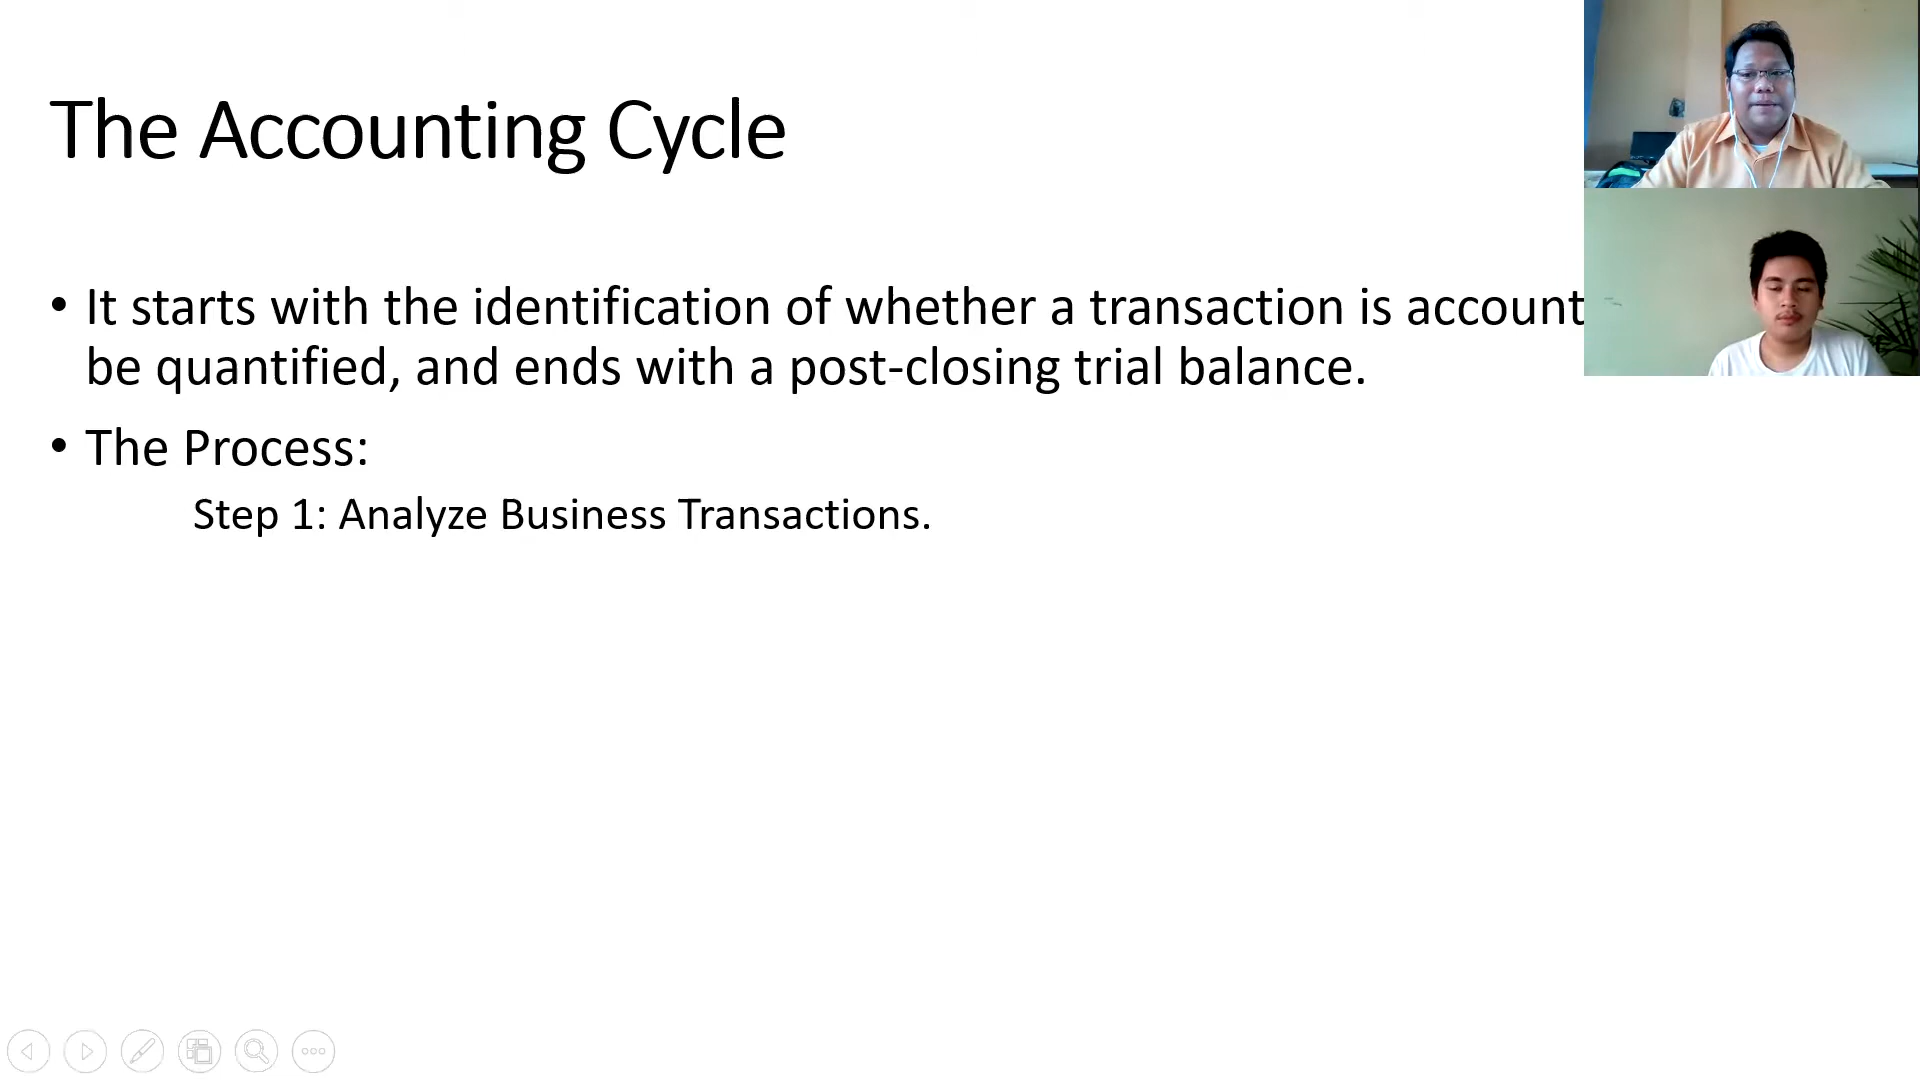 The Accounting Cycle
• It starts with the identification of whether a transaction is account
be quantified, and ends with a post-closing trial balance.
• The Process:
Step 1: Analyze Business Transactions.